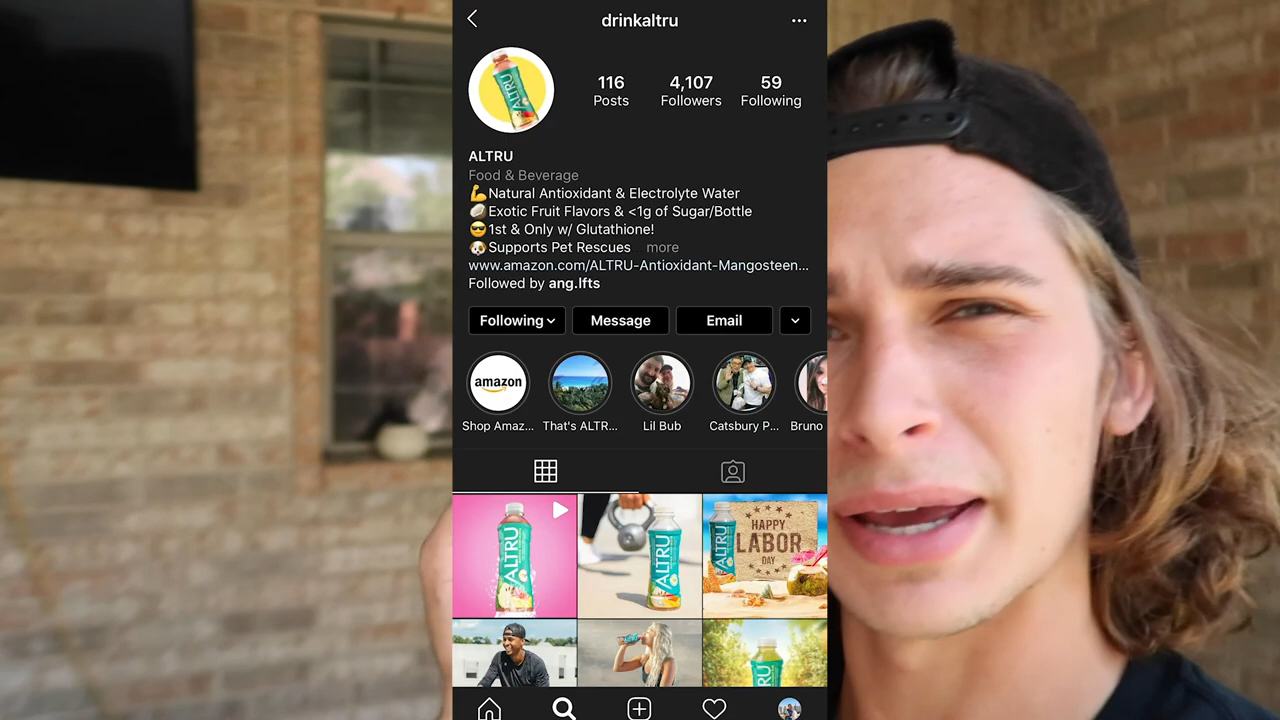 drinkaltru
116
4,107
59
Posts
Followers
Following
ALTRU
Food & Beverage
💪Natural Antioxidant & Electrolyte Water
🥥Exotic Fruit Flavors & <1g of Sugar/Bottle
😎1st & Only w/ Glutathione!
🐶Supports Pet Rescues more
www.amazon.com/ALTRU-Antioxidant-Mangosteen...
Followed by ang.lfts
Following
Message
Email
amazon
Shop Amaz...
That's ALTR...
Lil Bub
Catsbury P...
Bruno
ALTRU
ALTRU
ALTRU
HAPPY
LABOR
DAY
ALTRU